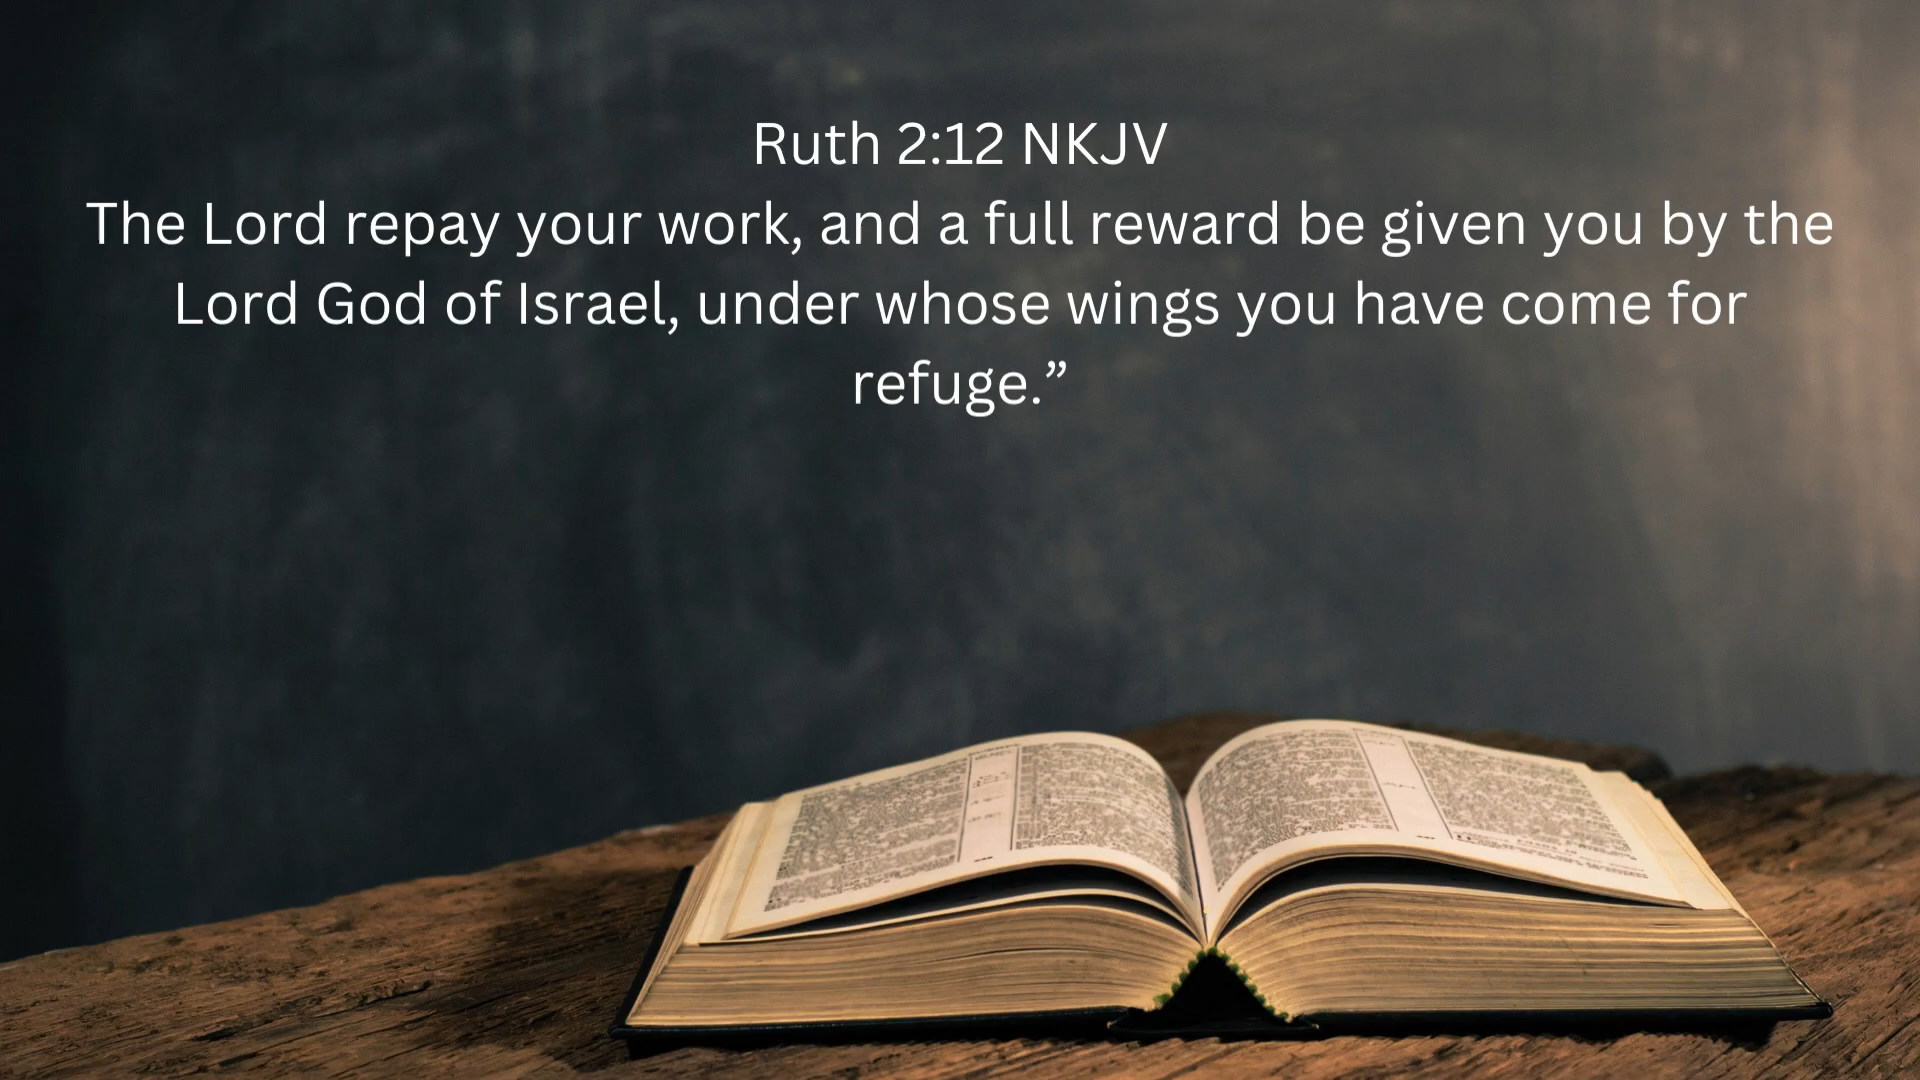 Ruth 2:12 NKJV
The Lord repay your work, and a full reward be given you by the
Lord God of Israel, under whose wings you have come for
refuge.”